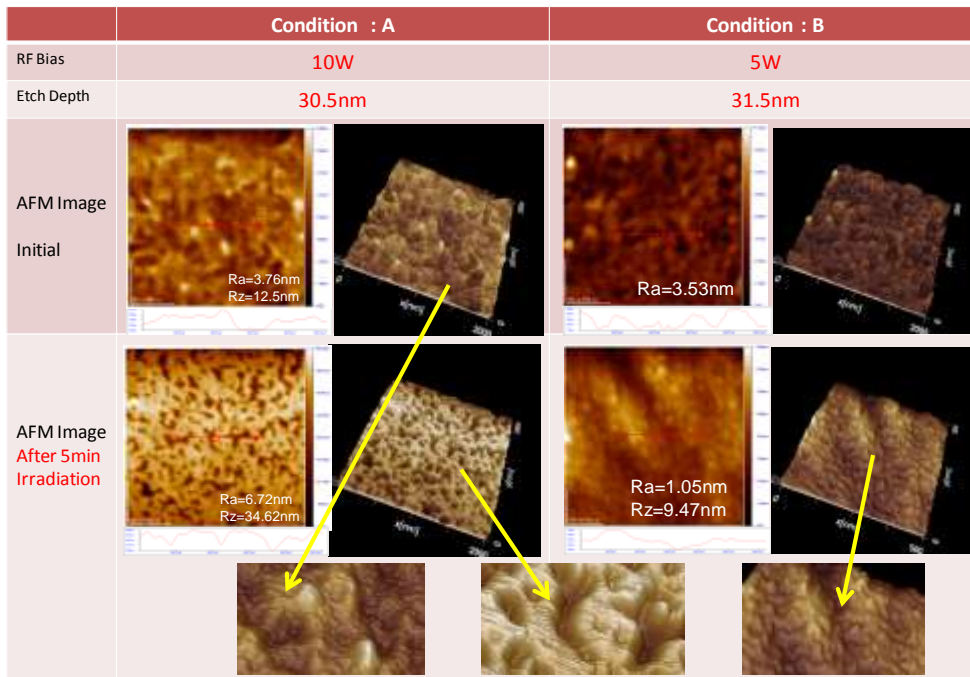 Condition : A
Condition : B
RF Bias
10W
5W
Etch Depth
30.5nm
31.5nm
AFM Image
Initial
Ra=3.76nm
Rz=12.5nm
Ra=3.53nm
AFM Image
After 5min
Irradiation
Ra=6.72nm
Rz=34.62nm
Ra=1.05nm
Rz=9.47nm